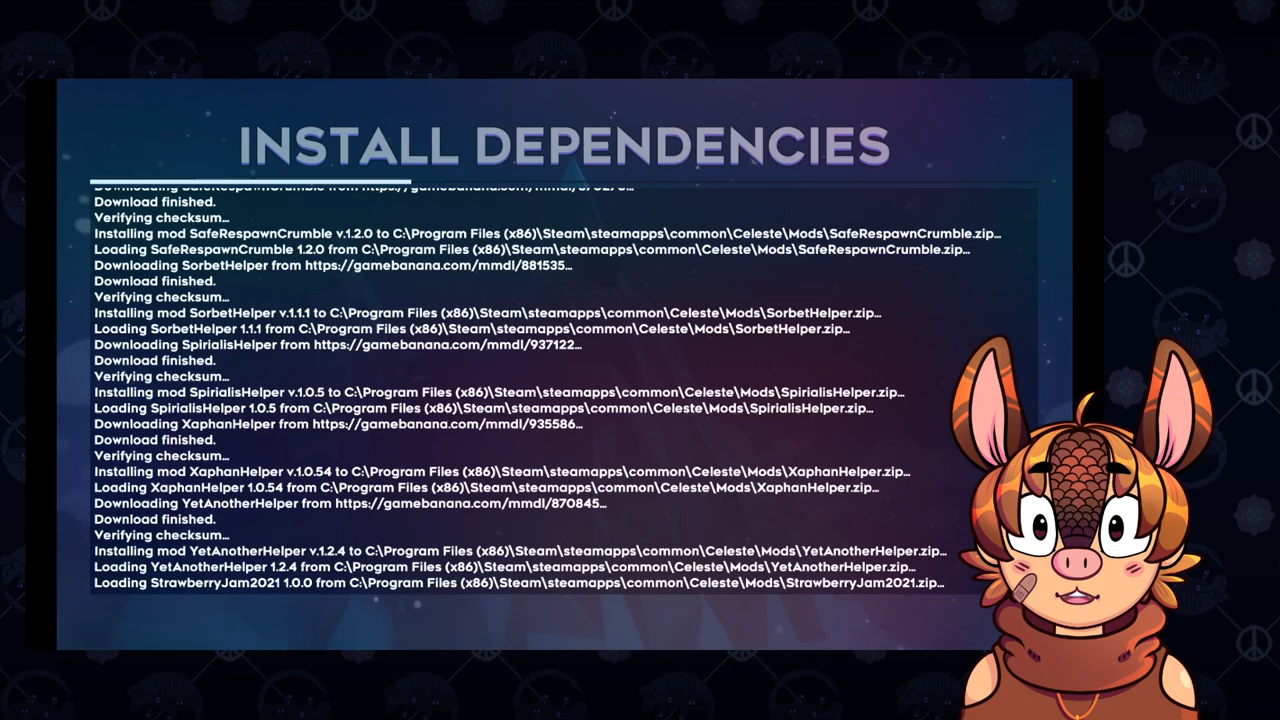 INSTALL DEPENDENCIES
Downloading SafeRespawnCrumble from https://gamebanana.com/mmdl/
Download finished.
Verifying checksum...
Installing mod SafeRespawnCrumble v.1.2.0 to C:\Program Files (x86)\Steam\steamapps\common\Celeste\Mods\SafeRespawnCrumble.zip...
Loading SafeRespawnCrumble 1.2.0 from C:\Program Files (x86)\Steam\steamapps\common\Celeste\Mods\SafeRespawnCrumble.zip...
Downloading SorbetHelper from https://gamebanana.com/mmdl/881535...
Download finished.
Verifying checksum...
Installing mod SorbetHelper v.1.1.1 to C:\Program Files (x86)\Steam\steamapps\common\Celeste\Mods\SorbetHelper.zip...
Loading SorbetHelper 1.1.1 from C:\Program Files (x86)\Steam\steamapps\common\Celeste\Mods\SorbetHelper.zip...
Downloading SpirialisHelper from https://gamebanana.com/mmdl/937122...
Download finished.
Verifying checksum...
Installing mod SpirialisHelper v.1.0.5 to C:\Program Files (x86)\Steam\steamapps\common\Celeste\Mods\SpirialisHelper.zip...
Loading SpirialisHelper 1.0.5 from C:\Program Files (x86)\Steam\steamapps\common\Celeste\Mods\SpirialisHelper.zip...
Downloading XaphanHelper from https://gamebanana.com/mmdl/935586...
Download finished.
Verifying checksum...
Installing mod XaphanHelper v.1.0.54 to C:\Program Files (x86)\Steam\steamapps\common\Celeste\Mods\XaphanHelper.zip...
Loading XaphanHelper 1.0.54 from C:\Program Files (x86)\Steam\steamapps\common\Celeste\Mods\XaphanHelper.zip...
Downloading YetAnotherHelper from https://gamebanana.com/mmdl/870845...
Download finished.
Verifying checksum...
Installing mod YetAnotherHelper v.1.2.4 to C:\Program Files (x86)\Steam\steamapps\common\Celeste\Mods\YetAnotherHelper.zip...
Loading YetAnotherHelper 1.2.4 from C:\Program Files (x86)\Steam\steamapps\common\Celeste\Mods\YetAnotherHelper.zip...
Loading StrawberryJam2021 1.0.0 from C:\Program Files (x86)\Steam\steamapps\common\Celeste\Mods\StrawberryJam2021.zip...